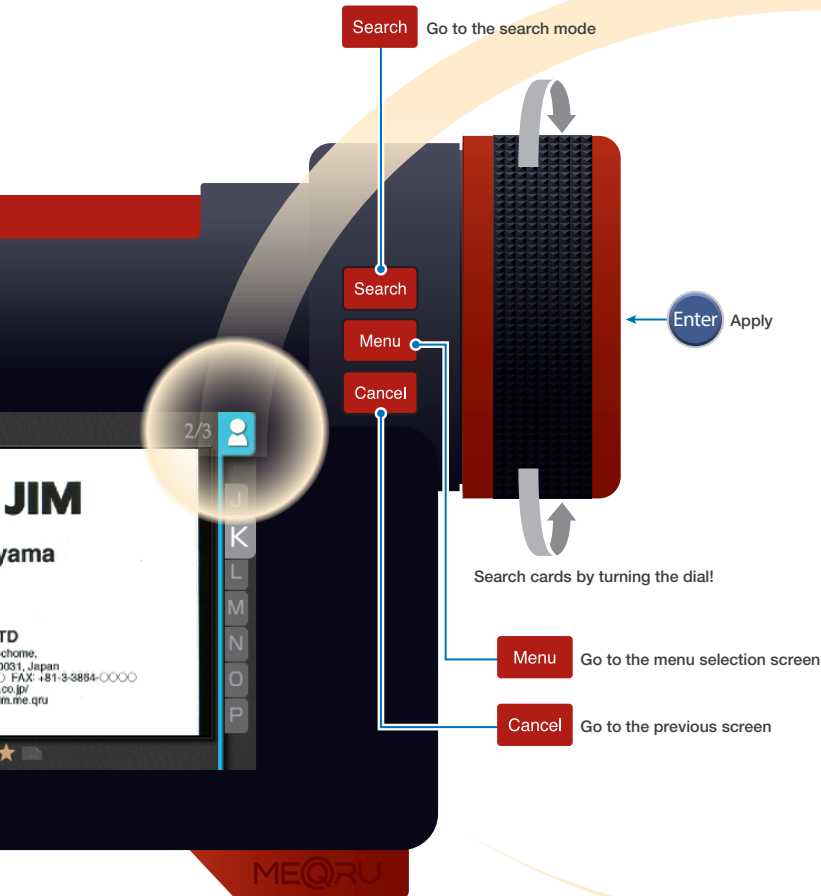 Search Go to the search mode
Search
Menu
Cancel
Enter Apply
2/3
JIM
yama
TD
chome,
0031, Japan
FAX: +81-3-3864-○○○○
co.jp/
m.me.qru
J
K
L
M
N
O
P
Search cards by turning the dial!
Menu Go to the menu selection screen
Cancel Go to the previous screen
MEQRU